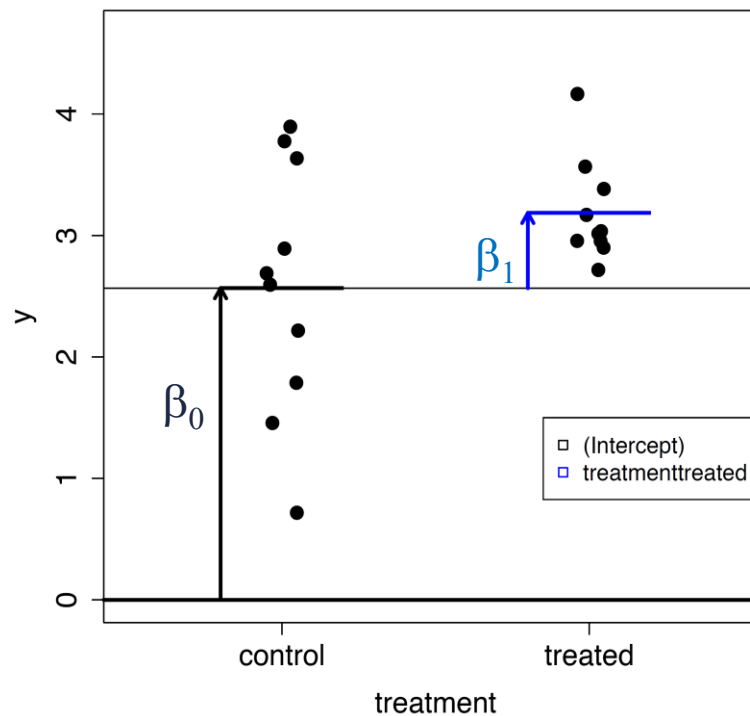 4
3
2
1
0
y
β₁
β₀
(Intercept)
treatmenttreated
control
treated
treatment